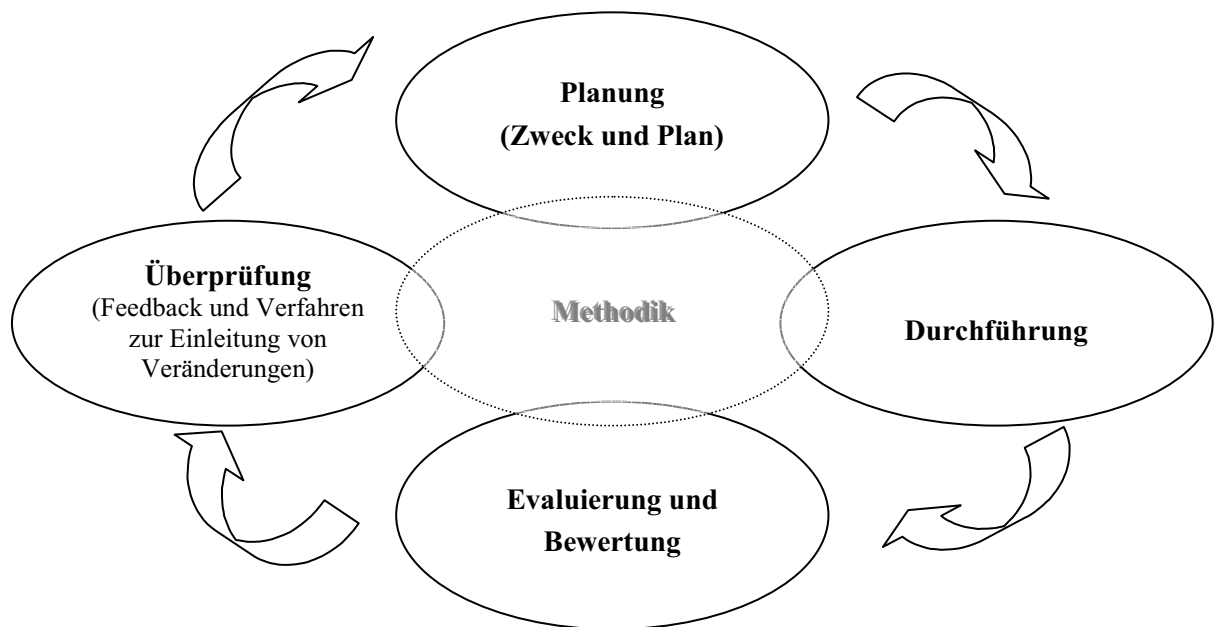 Planung
(Zweck und Plan)
Überprüfung
(Feedback und Verfahren
zur Einleitung von
Veränderungen)
Methodik
Durchführung
Evaluierung und
Bewertung